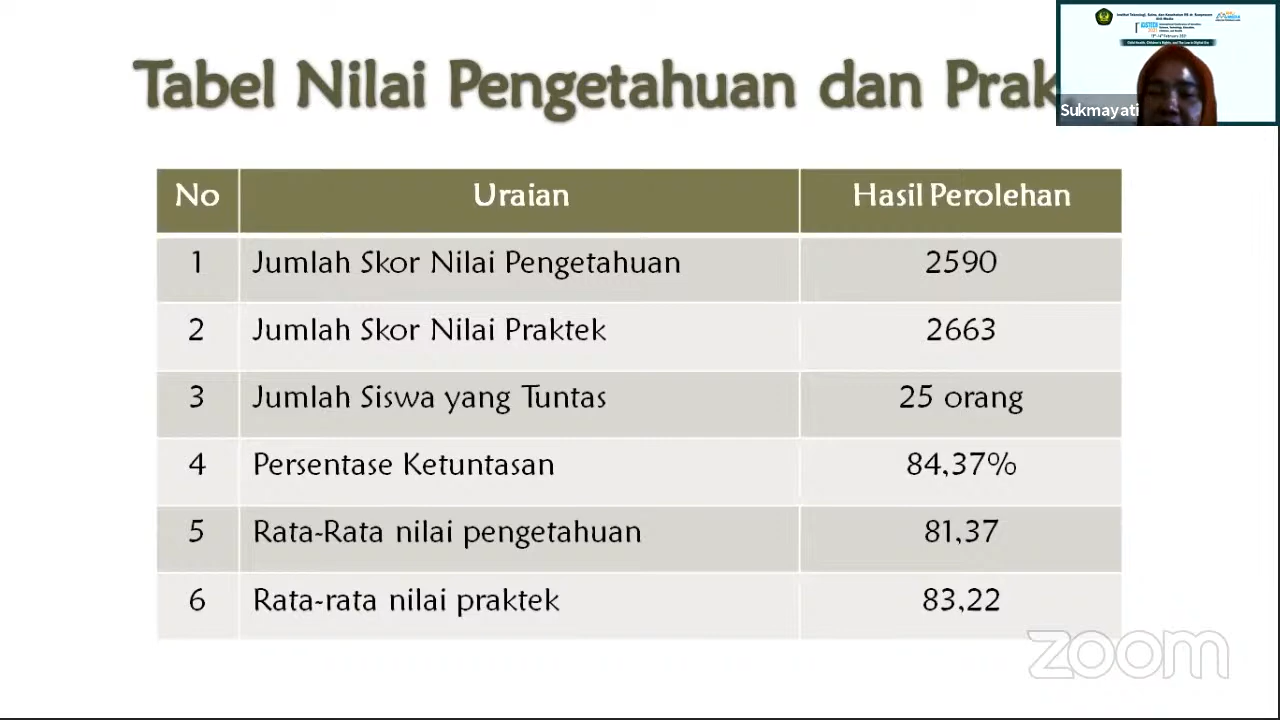 Tabel Nilai Pengetahuan dan Prak
Sukmayati
No Uraian Hasil Perolehan
1 Jumlah Skor Nilai Pengetahuan 2590
2 Jumlah Skor Nilai Praktek 2663
3 Jumlah Siswa yang Tuntas 25 orang
4 Persentase Ketuntasan 84,37%
5 Rata-Rata nilai pengetahuan 81,37
6 Rata-rata nilai praktek 83,22
zoom